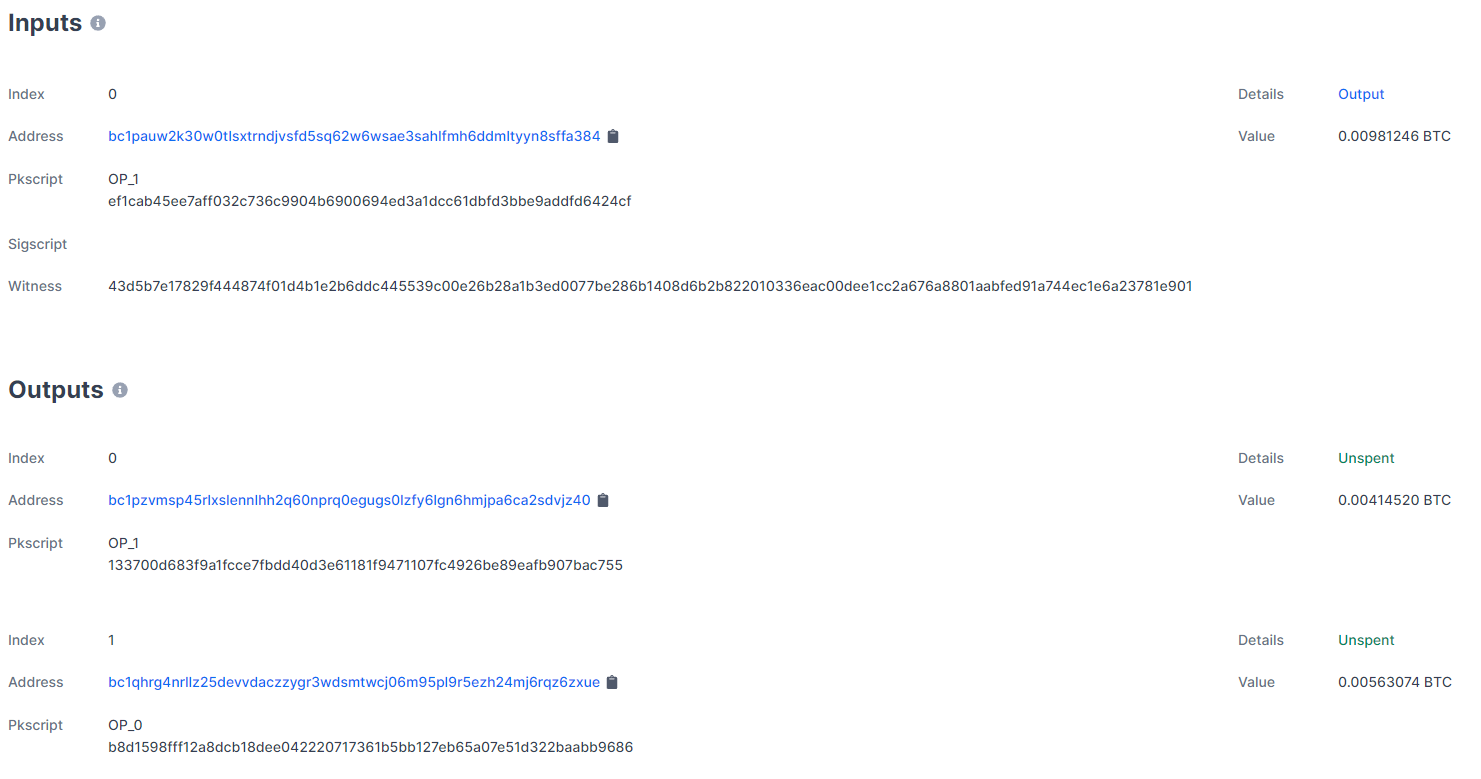 Inputs
Index 0 Details Output
Address bc1pauw2k30w0tlsxtrndjvsfd5sq62w6wsae3sahlfmh6ddmltyyn8sffa384 Value 0.00981246 BTC
Pkscript OP_1
ef1cab45ee7aff032c736c9904b6900694ed3a1dcc61dbfd3bbe9addfd6424cf
Sigscript
Witness 43d5b7e17829f444874f01d4b1e2b6ddc445539c00e26b28a1b3ed0077be286b1408d6b2b822010336eac00dee1cc2a676a8801aabfed91a744ec1e6a23781e901
Outputs
Index 0 Details Unspent
Address bc1pzvmsp45rlxslennlhh2q60nprq0egugs0lzfy6lgn6hmjpa6ca2sdvjz40 Value 0.00414520 BTC
Pkscript OP_1
133700d683f9a1fcce7fbdd40d3e61181f9471107fc4926be89eafb907bac755
Index 1 Details Unspent
Address bc1qhrg4nrllz25devvdaczzygr3wdsmtwcj06m95pl9r5ezh24mj6rqz6zxue Value 0.00563074 BTC
Pkscript OP_0
b8d1598fff12a8dcb18dee042220717361b5bb127eb65a07e51d322baabb9686